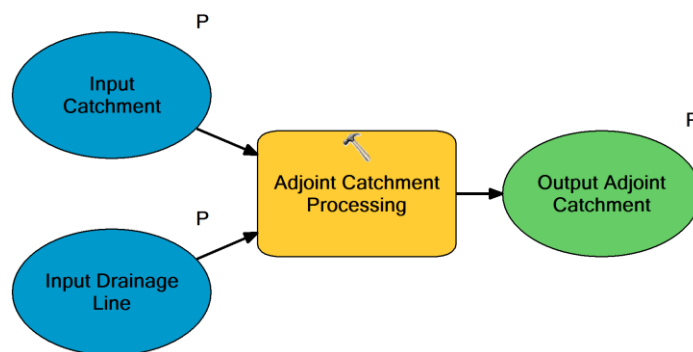 P
Input
Catchment
P
Adjoint Catchment
Processing
Output Adjoint
Catchment
P
Input Drainage
Line